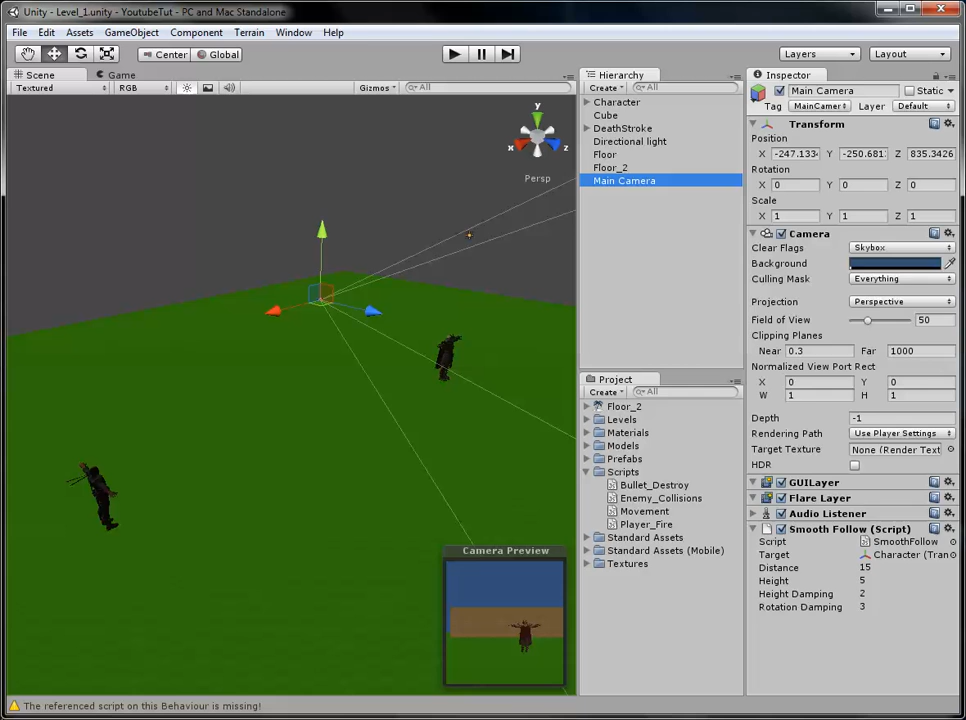 Unity - Level_1.unity - YoutubeTut - PC and Mac Standalone
File Edit Assets GameObject Component Terrain Window Help
Center Global Layers Layout
Scene Game
Textured RGB Gizmos All
y
x
z
Persp
Camera Preview
Hierarchy
Create All
Character
Cube
DeathStroke
Directional light
Floor
Floor_2
Main Camera
Project
Create All
Floor_2
Levels
Materials
Models
Prefabs
Scripts
Bullet_Destroy
Enemy_Collisions
Movement
Player_Fire
Standard Assets
Standard Assets (Mobile)
Textures
Inspector
Main Camera Static
Tag MainCamer Layer Default
Transform
Position
X -247.133 Y -250.681 Z 835.3426
Rotation
X 0 Y 0 Z 0
Scale
X 1 Y 1 Z 1
Camera
Clear Flags Skybox
Background
Culling Mask Everything
Projection Perspective
Field of View 50
Clipping Planes
Near 0.3 Far 1000
Normalized View Port Rect
X 0 Y 0
W 1 H 1
Depth -1
Rendering Path Use Player Settings
Target Texture None (Render Text
HDR
GUILayer
Flare Layer
Audio Listener
Smooth Follow (Script)
Script SmoothFollow
Target Character (Tran
Distance 15
Height 5
Height Damping 2
Rotation Damping 3
The referenced script on this Behaviour is missing!